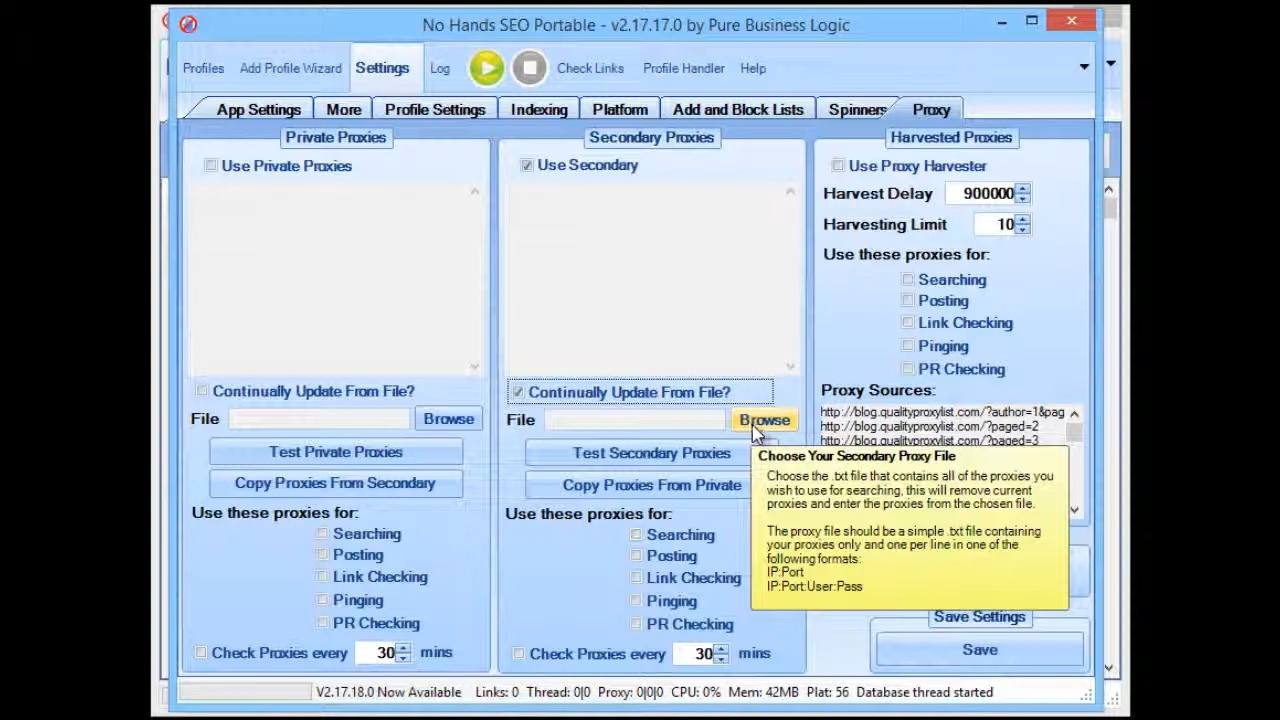 No Hands SEO Portable - v2.17.17.0 by Pure Business Logic
Profiles Add Profile Wizard Settings Log Check Links Profile Handler Help
App Settings More Profile Settings Indexing Platform Add and Block Lists Spinners Proxy
Private Proxies
Use Private Proxies
Continually Update From File?
File Browse
Test Private Proxies
Copy Proxies From Secondary
Use these proxies for:
Searching
Posting
Link Checking
Pinging
PR Checking
Check Proxies every 30 mins
Secondary Proxies
Use Secondary
Continually Update From File?
File Browse
Test Secondary Proxies
Copy Proxies From Private
Use these proxies for:
Searching
Posting
Link Checking
Pinging
PR Checking
Check Proxies every 30 mins
Harvested Proxies
Use Proxy Harvester
Harvest Delay 900000
Harvesting Limit 10
Use these proxies for:
Searching
Posting
Link Checking
Pinging
PR Checking
Proxy Sources:
http://blog.qualityproxylist.com/?author=1&pag
http://blog.qualityproxylist.com/?paged=2
http://blog.qualityproxylist.com/?paged=3
Choose Your Secondary Proxy File
Choose the .txt file that contains all of the proxies you
wish to use for searching, this will remove current
proxies and enter the proxies from the chosen file.
The proxy file should be a simple .txt file containing
your proxies only and one per line in one of the
following formats:
IP:Port
IP:Port:User:Pass
Save Settings
Save
V2.17.18.0 Now Available Links: 0 Thread: 0|0 Proxy: 0|0|0 CPU: 0% Mem: 42MB Plat: 56 Database thread started